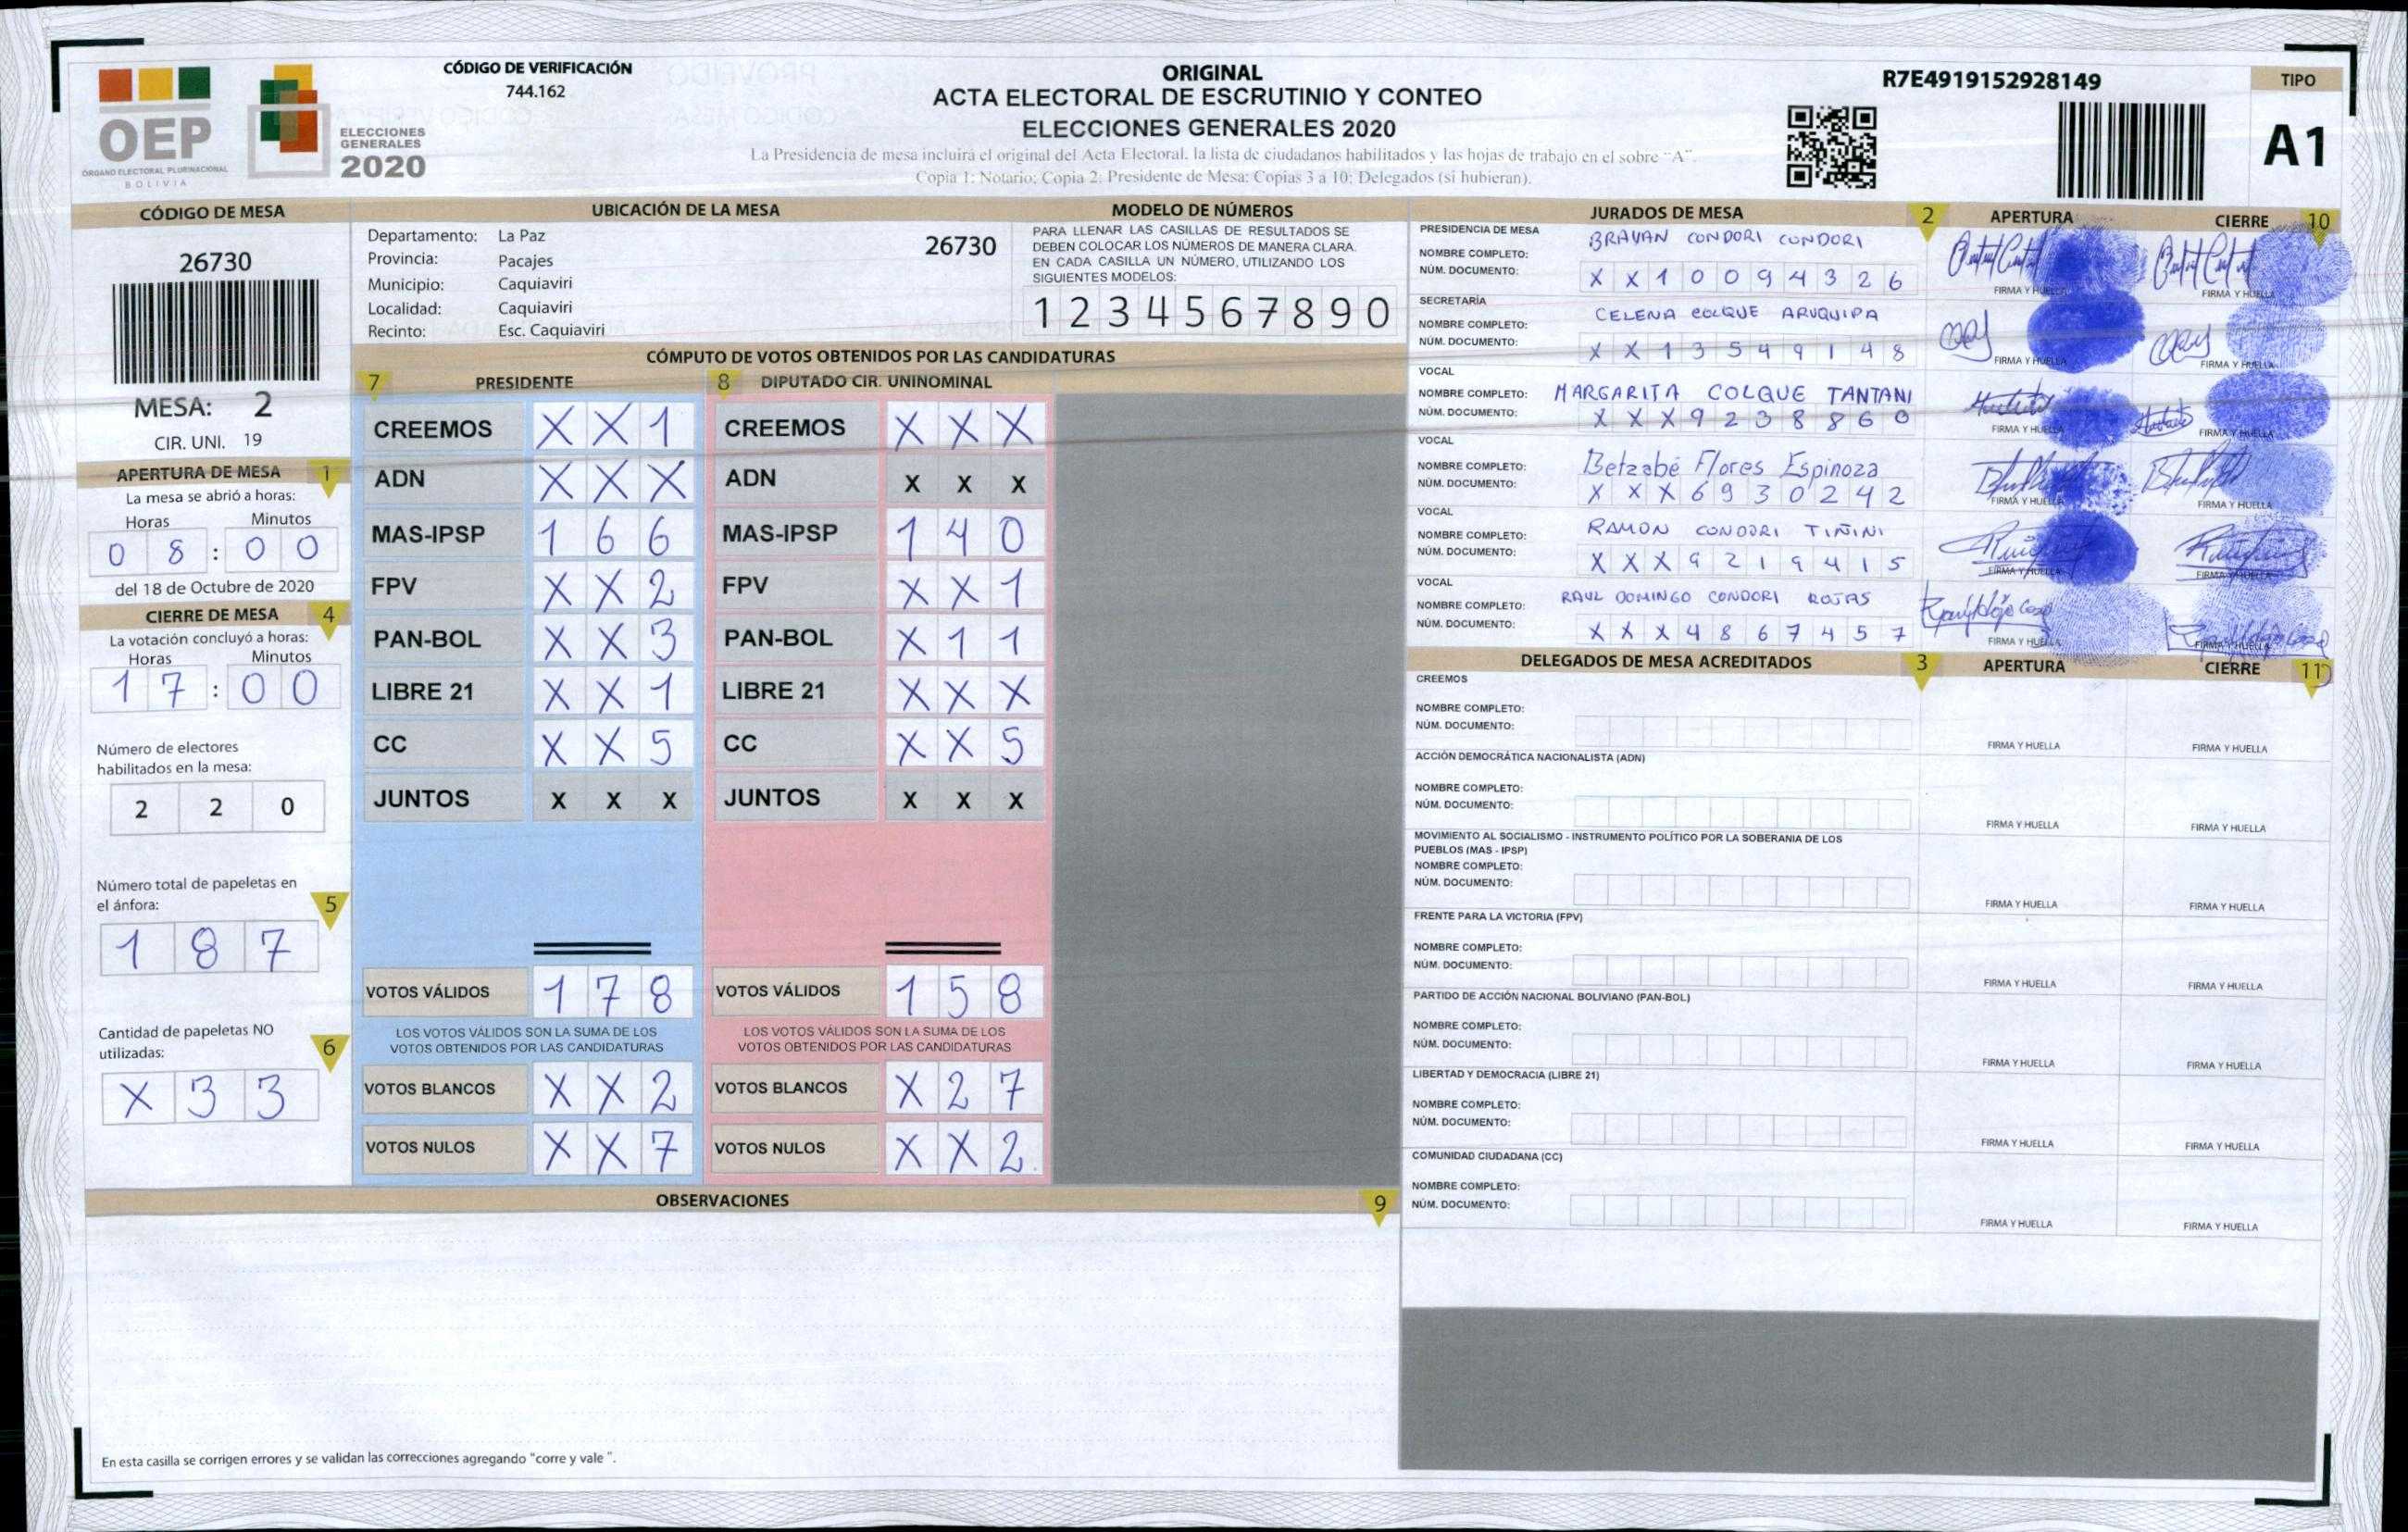 CÓDIGO DE VERIFICACIÓN
744.162
OEP
ÓRGANO ELECTORAL PLURINACIONAL
BOLIVIA
ELECCIONES
GENERALES
2020
ORIGINAL
ACTA ELECTORAL DE ESCRUTINIO Y CONTEO
ELECCIONES GENERALES 2020
La Presidencia de mesa incluirá el original del Acta Electoral, la lista de ciudadanos habilitados y las hojas de trabajo en el sobre "A".
Copia 1: Notario; Copia 2: Presidente de Mesa; Copias 3 a 10: Delegados (si hubieran).
R7E4919152928149
TIPO
A1
CÓDIGO DE MESA
26730
MESA: 2
CIR. UNI. 19
APERTURA DE MESA 1
La mesa se abrió a horas:
Horas Minutos
0 8 : 0 0
del 18 de Octubre de 2020
CIERRE DE MESA 4
La votación concluyó a horas:
Horas Minutos
1 7 : 0 0
Número de electores
habilitados en la mesa:
2 2 0
Número total de papeletas en
el ánfora: 5
1 8 7
Cantidad de papeletas NO
utilizadas: 6
X 3 3
UBICACIÓN DE LA MESA
Departamento: La Paz
Provincia: Pacajes
Municipio: Caquiaviri
Localidad: Caquiaviri
Recinto: Esc. Caquiaviri
26730
MODELO DE NÚMEROS
PARA LLENAR LAS CASILLAS DE RESULTADOS SE
DEBEN COLOCAR LOS NÚMEROS DE MANERA CLARA.
EN CADA CASILLA UN NÚMERO, UTILIZANDO LOS
SIGUIENTES MODELOS:
1 2 3 4 5 6 7 8 9 0
CÓMPUTO DE VOTOS OBTENIDOS POR LAS CANDIDATURAS
7 PRESIDENTE 8 DIPUTADO CIR. UNINOMINAL
CREEMOS X X 1 CREEMOS X X X
ADN X X X ADN X X X
MAS-IPSP 1 6 6 MAS-IPSP 1 4 0
FPV X X 2 FPV X X 1
PAN-BOL X X 3 PAN-BOL X 1 1
LIBRE 21 X X 1 LIBRE 21 X X X
CC X X 5 CC X X 5
JUNTOS X X X JUNTOS X X X
VOTOS VÁLIDOS 1 7 8 VOTOS VÁLIDOS 1 5 8
LOS VOTOS VÁLIDOS SON LA SUMA DE LOS LOS VOTOS VÁLIDOS SON LA SUMA DE LOS
VOTOS OBTENIDOS POR LAS CANDIDATURAS VOTOS OBTENIDOS POR LAS CANDIDATURAS
VOTOS BLANCOS X X 2 VOTOS BLANCOS X 2 7
VOTOS NULOS X X 7 VOTOS NULOS X X 2
OBSERVACIONES 9
En esta casilla se corrigen errores y se validan las correcciones agregando "corre y vale ".
JURADOS DE MESA 2 APERTURA CIERRE 10
PRESIDENCIA DE MESA
NOMBRE COMPLETO: BRAYAN CONDORI CONDORI
NÚM. DOCUMENTO: X X 1 0 0 9 4 3 2 6
FIRMA Y HUELLA FIRMA Y HUELLA
SECRETARÍA
NOMBRE COMPLETO: CELENA COLQUE ARUQUIPA
NÚM. DOCUMENTO: X X 1 3 5 4 9 1 4 8
FIRMA Y HUELLA FIRMA Y HUELLA
VOCAL
NOMBRE COMPLETO: MARGARITA COLQUE TANTANI
NÚM. DOCUMENTO: X X X 9 2 3 8 8 6 0
FIRMA Y HUELLA FIRMA Y HUELLA
VOCAL
NOMBRE COMPLETO: Betzabé Flores Espinoza
NÚM. DOCUMENTO: X X X 6 9 3 0 2 4 2
FIRMA Y HUELLA FIRMA Y HUELLA
VOCAL
NOMBRE COMPLETO: RAMON CONDORI TIÑINI
NÚM. DOCUMENTO: X X X 9 2 1 9 4 1 5
FIRMA Y HUELLA FIRMA Y HUELLA
VOCAL
NOMBRE COMPLETO: RAUL DOMINGO CONDORI ROJAS
NÚM. DOCUMENTO: X X X 4 8 6 7 4 5 7
FIRMA Y HUELLA FIRMA Y HUELLA
DELEGADOS DE MESA ACREDITADOS 3 APERTURA CIERRE 11
CREEMOS
NOMBRE COMPLETO:
NÚM. DOCUMENTO:
FIRMA Y HUELLA FIRMA Y HUELLA
ACCIÓN DEMOCRÁTICA NACIONALISTA (ADN)
NOMBRE COMPLETO:
NÚM. DOCUMENTO:
FIRMA Y HUELLA FIRMA Y HUELLA
MOVIMIENTO AL SOCIALISMO - INSTRUMENTO POLÍTICO POR LA SOBERANIA DE LOS
PUEBLOS (MAS - IPSP)
NOMBRE COMPLETO:
NÚM. DOCUMENTO:
FIRMA Y HUELLA FIRMA Y HUELLA
FRENTE PARA LA VICTORIA (FPV)
NOMBRE COMPLETO:
NÚM. DOCUMENTO:
FIRMA Y HUELLA FIRMA Y HUELLA
PARTIDO DE ACCIÓN NACIONAL BOLIVIANO (PAN-BOL)
NOMBRE COMPLETO:
NÚM. DOCUMENTO:
FIRMA Y HUELLA FIRMA Y HUELLA
LIBERTAD Y DEMOCRACIA (LIBRE 21)
NOMBRE COMPLETO:
NÚM. DOCUMENTO:
FIRMA Y HUELLA FIRMA Y HUELLA
COMUNIDAD CIUDADANA (CC)
NOMBRE COMPLETO:
NÚM. DOCUMENTO:
FIRMA Y HUELLA FIRMA Y HUELLA